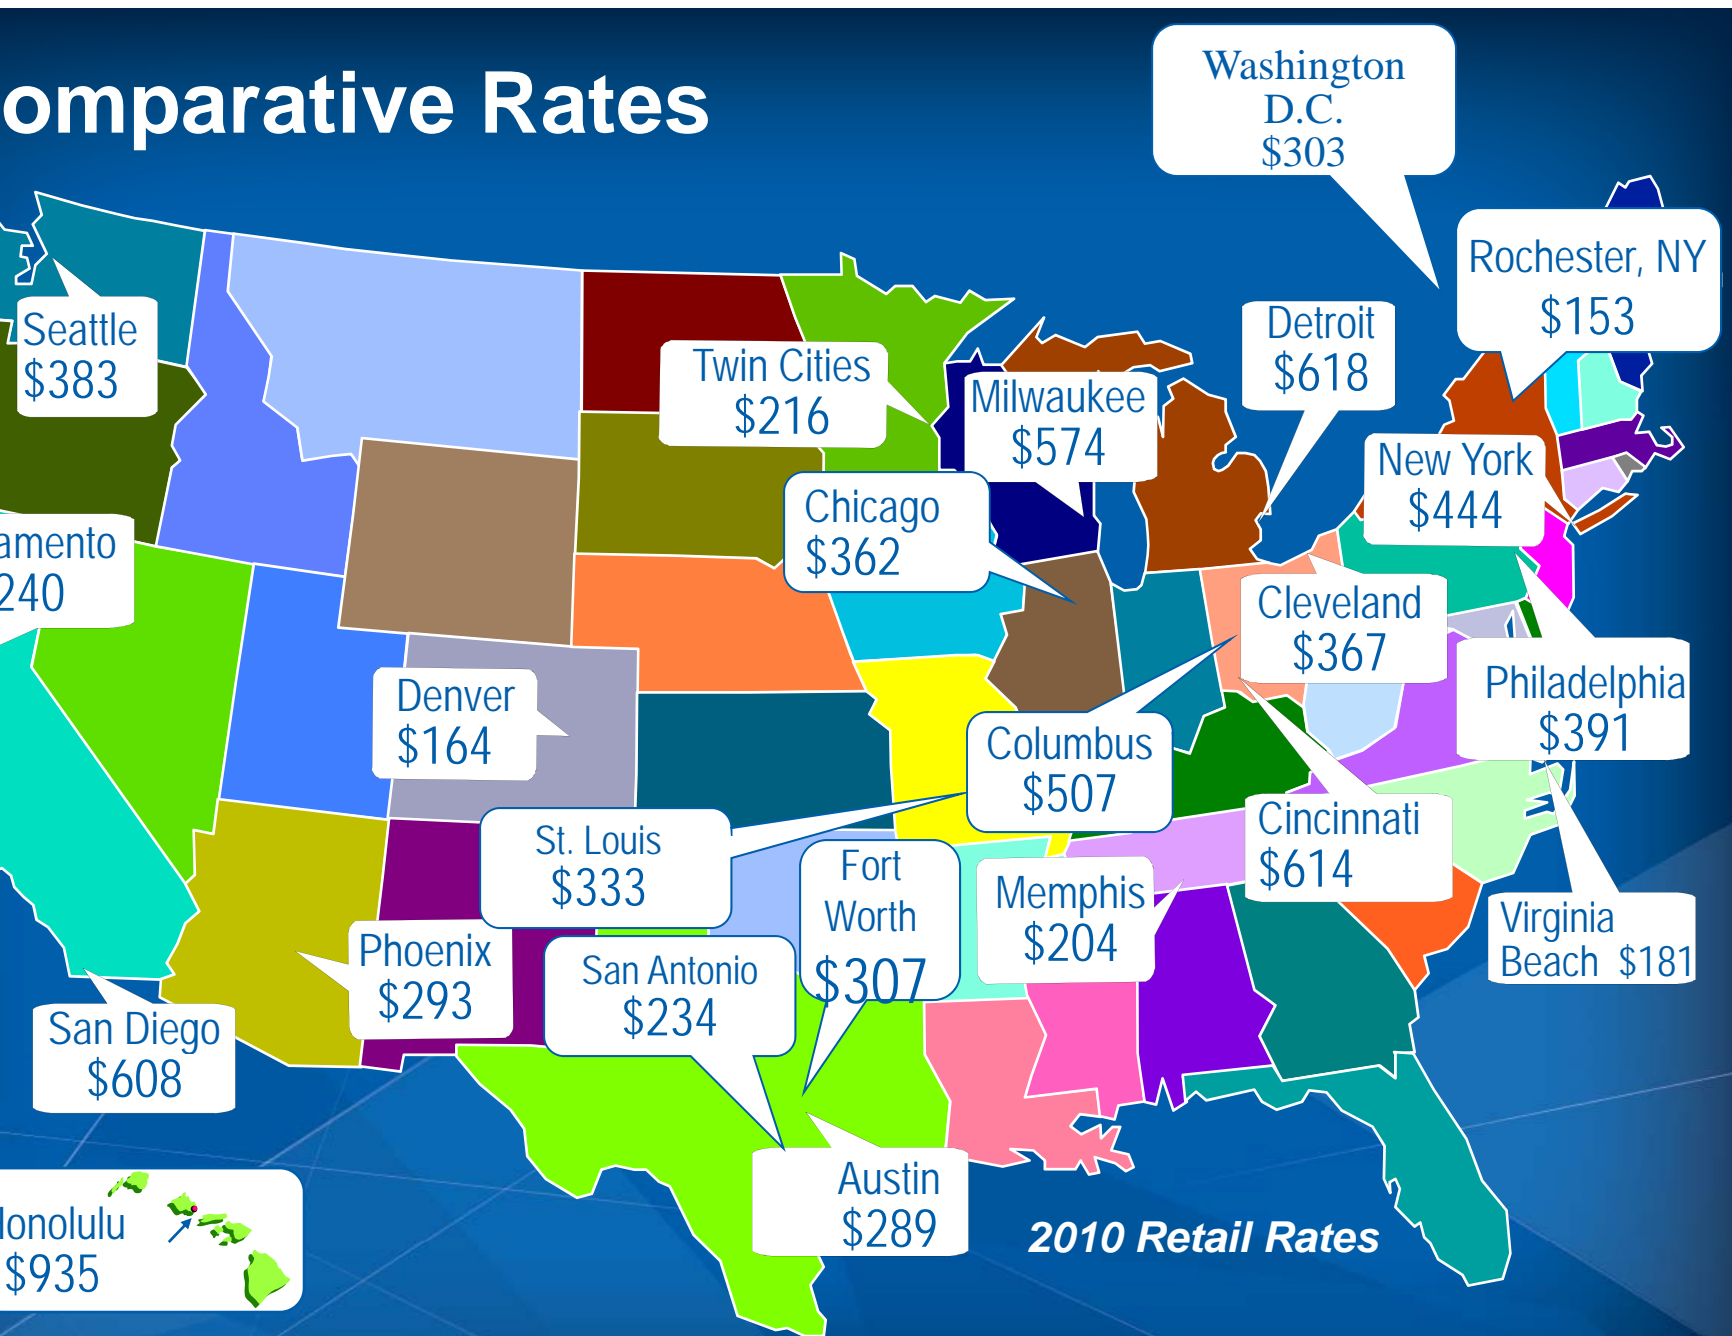 omparative Rates
Washington
D.C.
$303
Rochester, NY
$153
Seattle
$383
Twin Cities
$216
Milwaukee
$574
Detroit
$618
New York
$444
Chicago
$362
amento
240
Cleveland
$367
Denver
$164
Philadelphia
$391
Columbus
$507
St. Louis
$333
Fort
Worth
$307
Cincinnati
$614
Memphis
$204
Virginia
Beach $181
Phoenix
$293
San Antonio
$234
San Diego
$608
Austin
$289
onolulu
$935
2010 Retail Rates